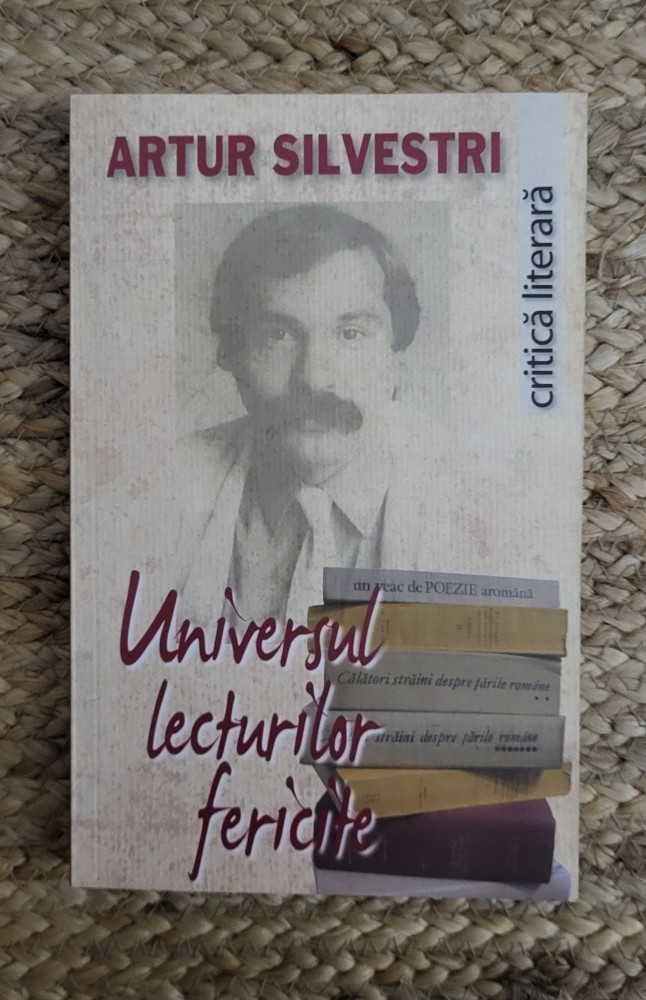 ARTUR SILVESTRI
critică literară
Universul
lecturilor
fericite
un veac de POEZIE aromână
Călători străini despre țările române
străini despre țările române